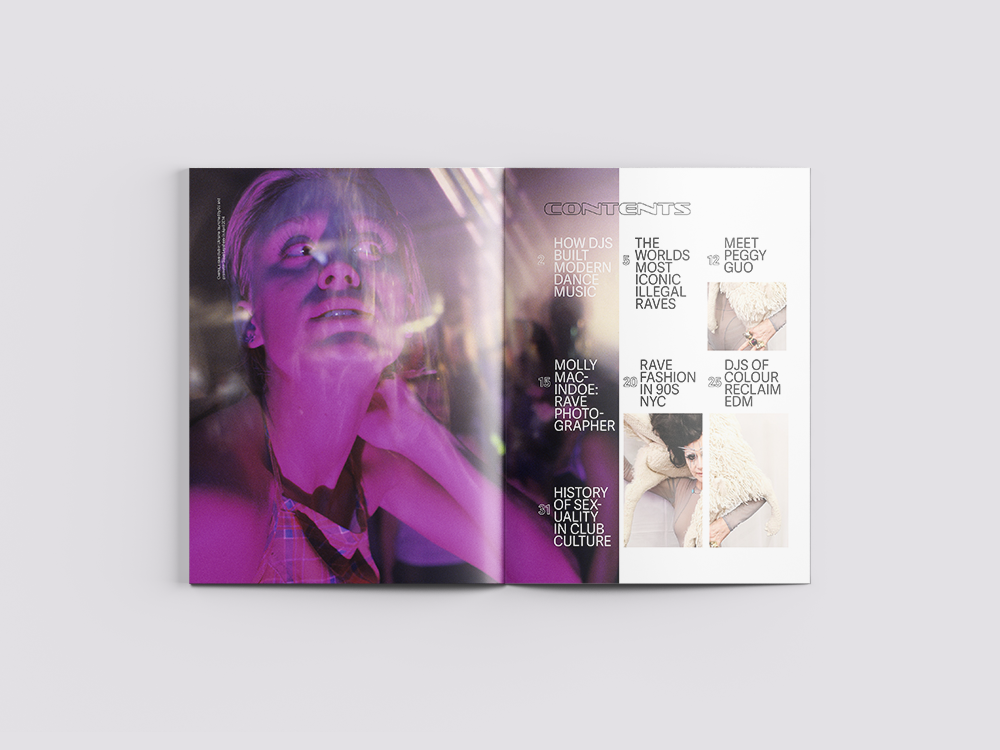 CONTENTS
2
HOW DJS
BUILT
MODERN
DANCE
MUSIC
5
THE
WORLDS
MOST
ICONIC
ILLEGAL
RAVES
12
MEET
PEGGY
GUO
15
MOLLY
MAC-
INDOE:
RAVE
PHOTO-
GRAPHER
20
RAVE
FASHION
IN 90S
NYC
25
DJS OF
COLOUR
RECLAIM
EDM
31
HISTORY
OF SEX-
UALITY
IN CLUB
CULTURE